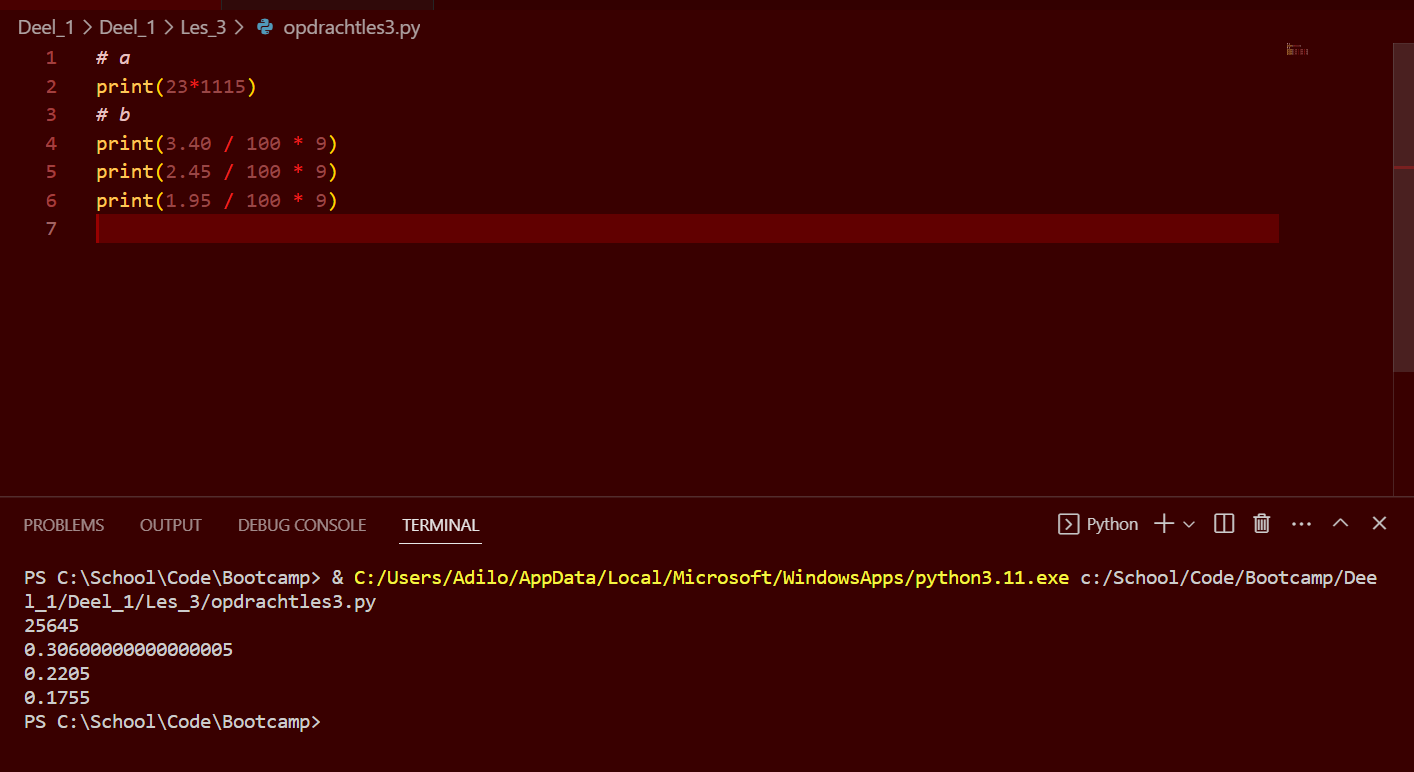 Deel_1 > Deel_1 > Les_3 > opdrachtles3.py
1 # a
2 print(23*1115)
3 # b
4 print(3.40 / 100 * 9)
5 print(2.45 / 100 * 9)
6 print(1.95 / 100 * 9)
7
PROBLEMS OUTPUT DEBUG CONSOLE TERMINAL Python
PS C:\School\Code\Bootcamp> & C:/Users/Adilo/AppData/Local/Microsoft/WindowsApps/python3.11.exe c:/School/Code/Bootcamp/Dee
l_1/Deel_1/Les_3/opdrachtles3.py
25645
0.30600000000000005
0.2205
0.1755
PS C:\School\Code\Bootcamp>